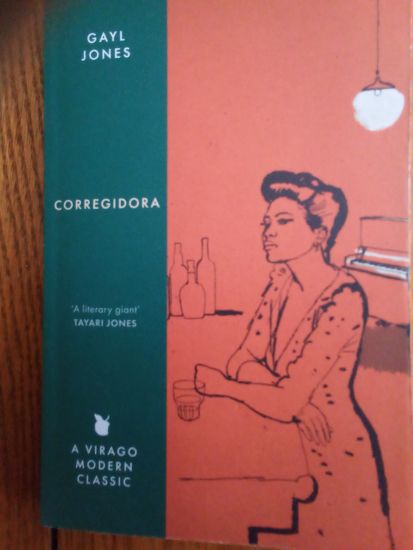 GAYL
JONES
CORREGIDORA
'A literary giant'
TAYARI JONES
A VIRAGO
MODERN
CLASSIC